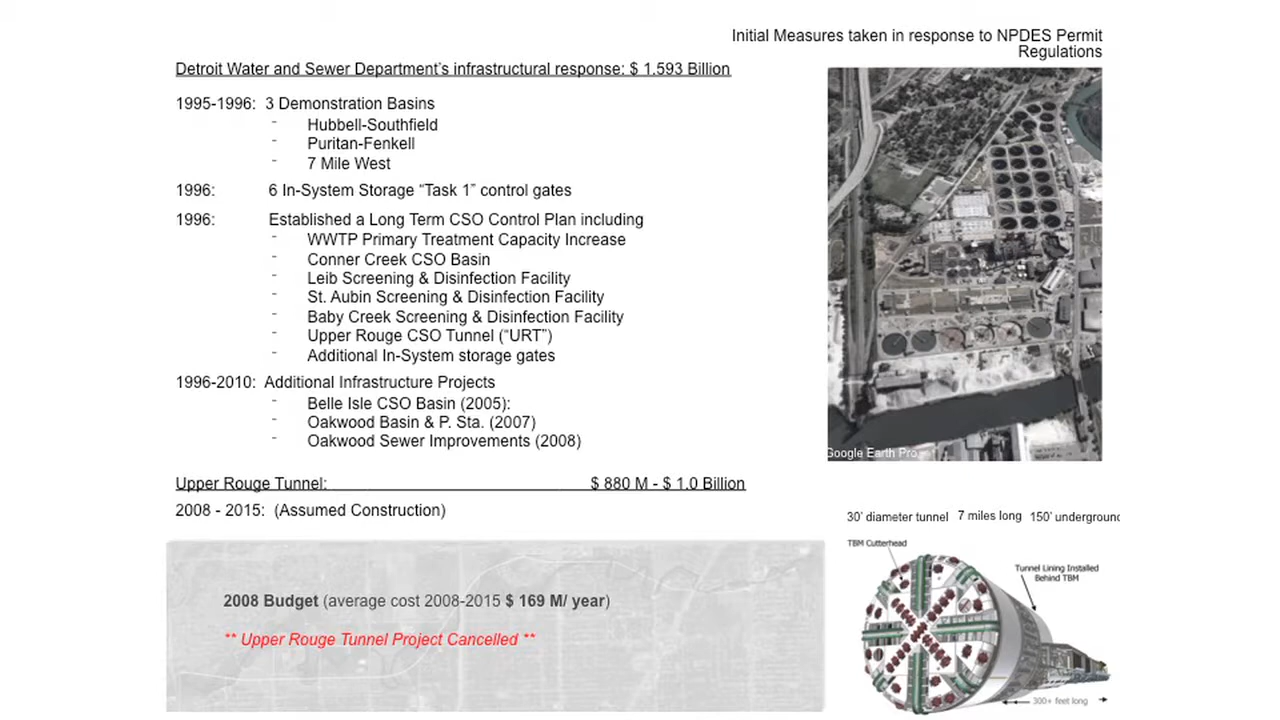 Initial Measures taken in response to NPDES Permit
Regulations
Detroit Water and Sewer Department's infrastructural response: $ 1.593 Billion
1995-1996: 3 Demonstration Basins
- Hubbell-Southfield
- Puritan-Fenkell
- 7 Mile West
1996: 6 In-System Storage “Task 1” control gates
1996: Established a Long Term CSO Control Plan including
- WWTP Primary Treatment Capacity Increase
- Conner Creek CSO Basin
- Leib Screening & Disinfection Facility
- St. Aubin Screening & Disinfection Facility
- Baby Creek Screening & Disinfection Facility
- Upper Rouge CSO Tunnel (“URT”)
- Additional In-System storage gates
1996-2010: Additional Infrastructure Projects
- Belle Isle CSO Basin (2005):
- Oakwood Basin & P. Sta. (2007)
- Oakwood Sewer Improvements (2008)
Google Earth Pro
Upper Rouge Tunnel: $ 880 M - $ 1.0 Billion
2008 - 2015: (Assumed Construction)
30' diameter tunnel 7 miles long 150' underground
TBM Cutterhead
Tunnel Lining Installed
Behind TBM
300+ feet long
2008 Budget (average cost 2008-2015 $ 169 M/ year)
** Upper Rouge Tunnel Project Cancelled **